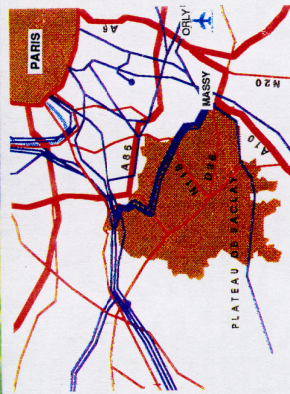 PARIS
A6
ORLY
A86
MASSY
N20
A10
N118
D36
PLATEAU DE SACLAY